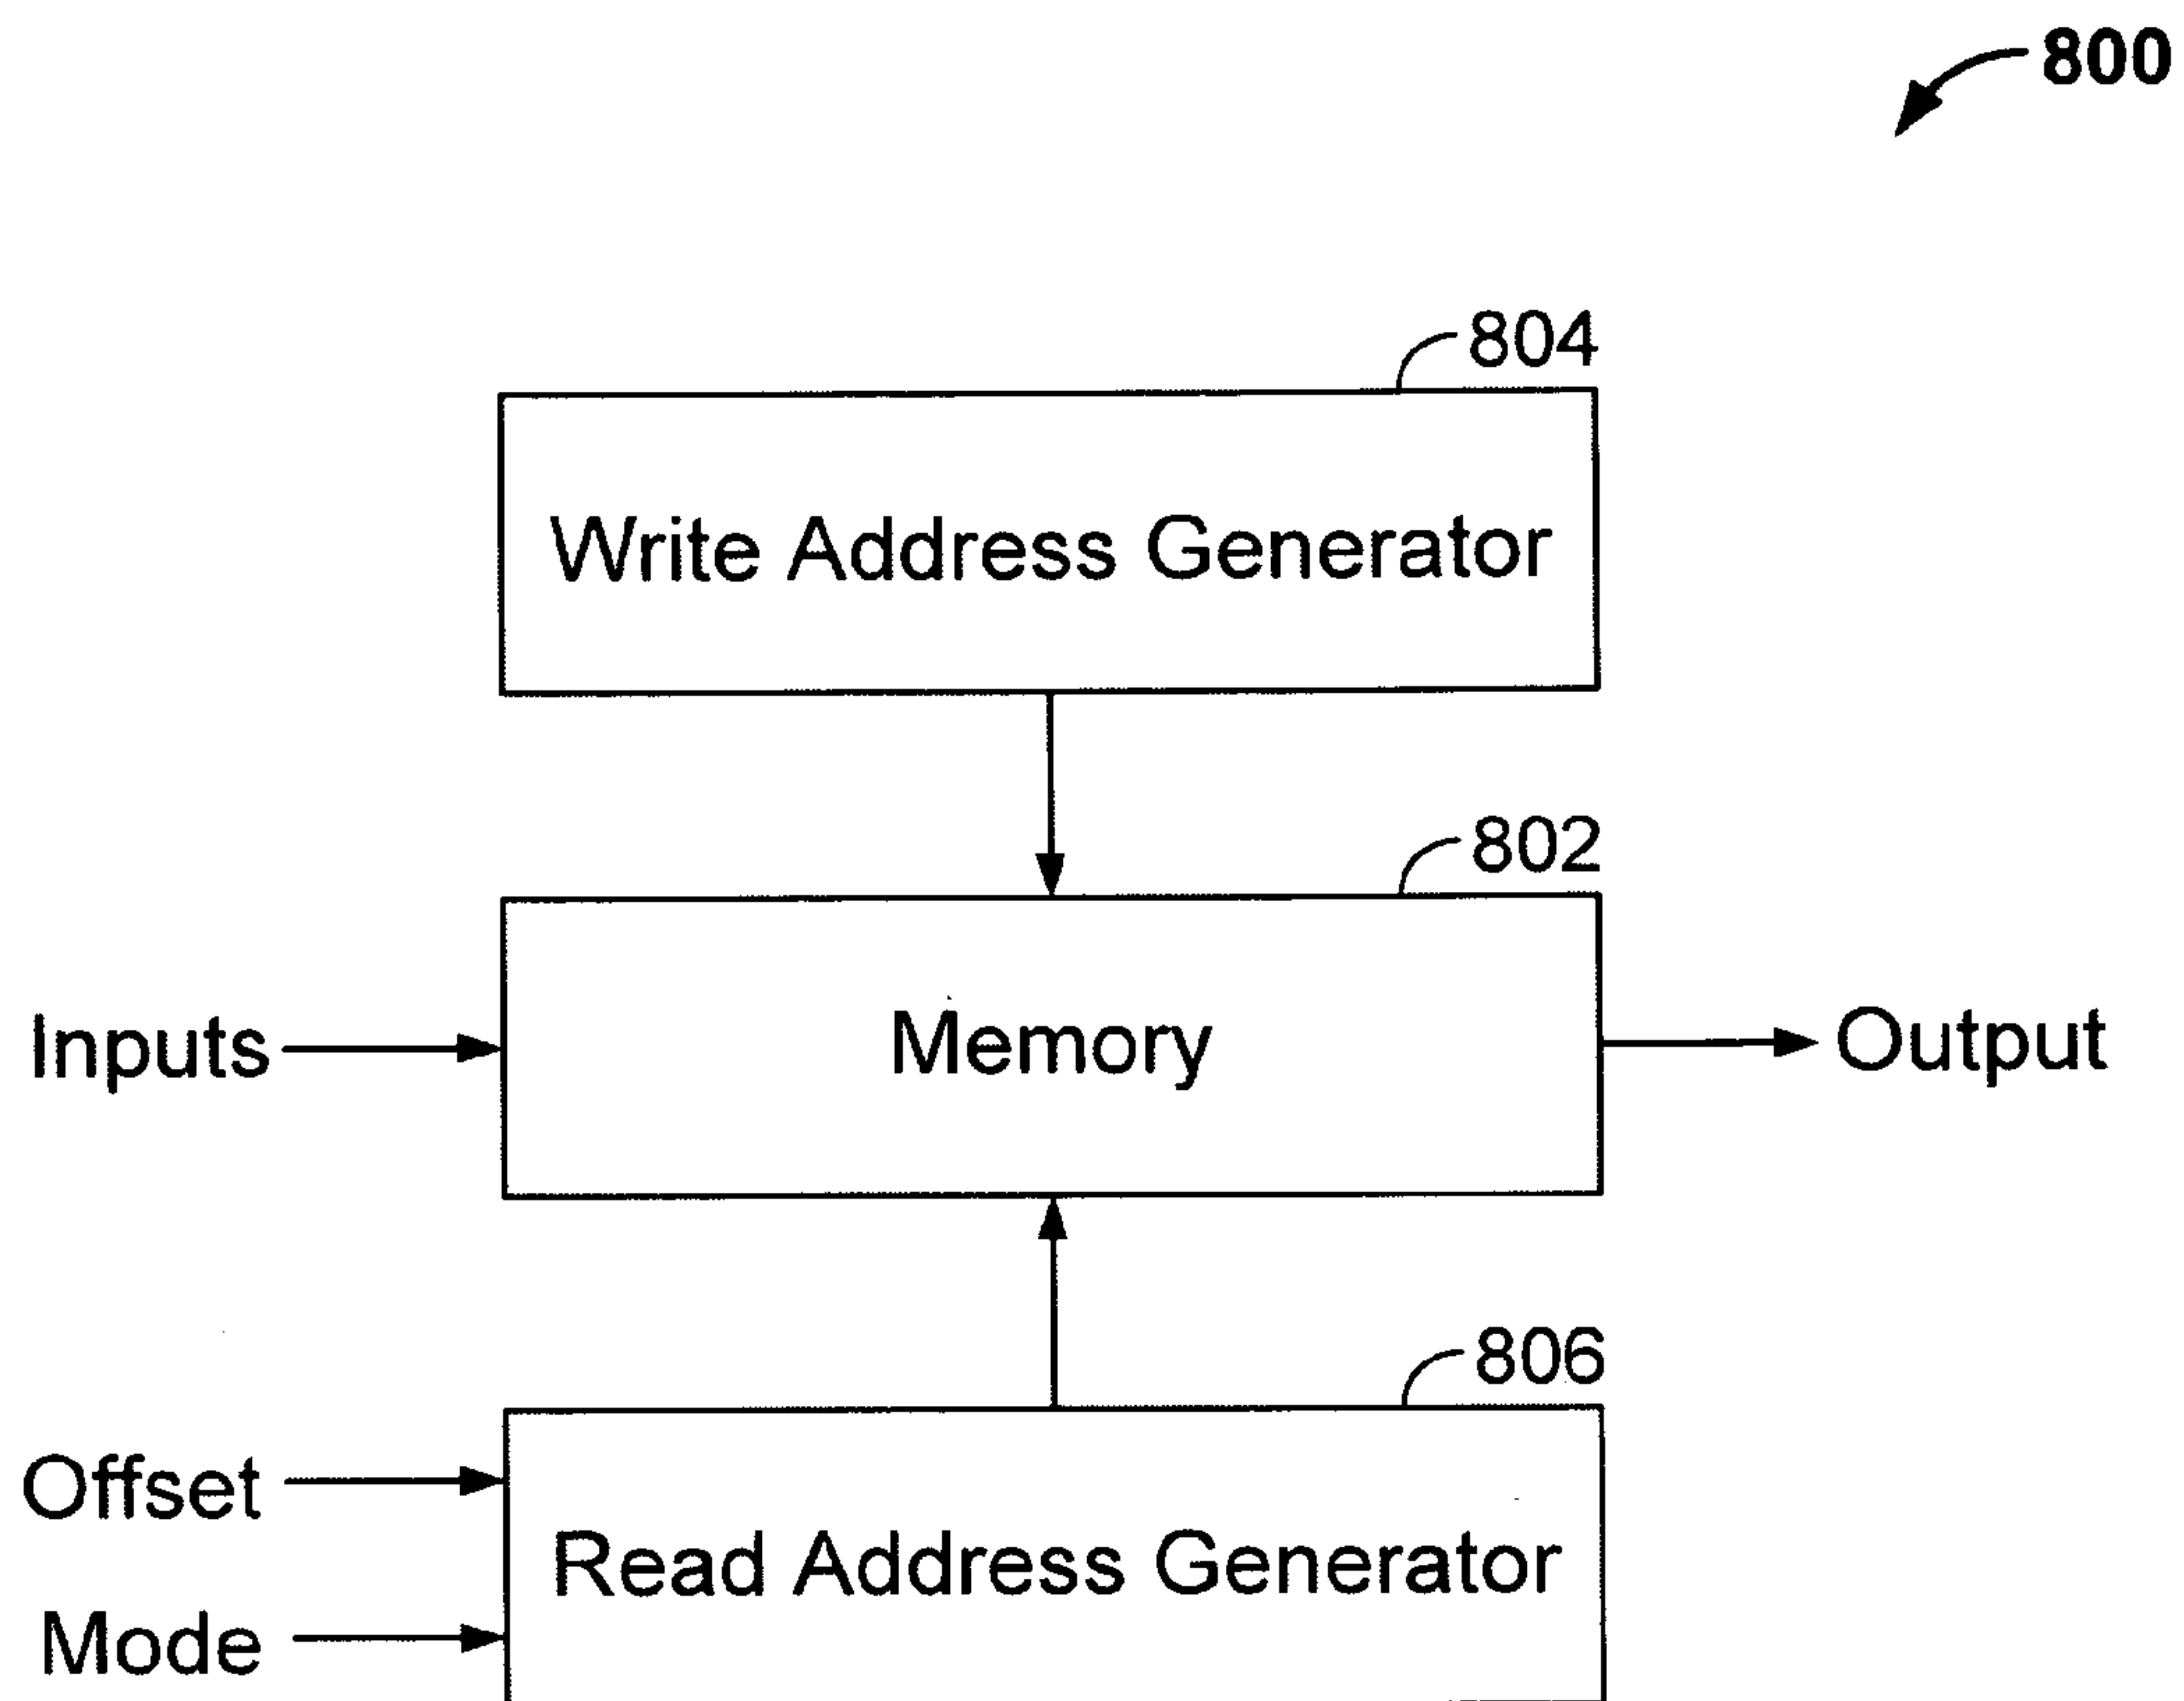 800
804
Write Address Generator
802
Inputs
Memory
Output
806
Offset
Read Address Generator
Mode